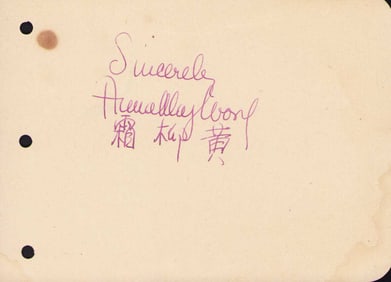 Sincerely
Anna May Wong
霜 柳 黄